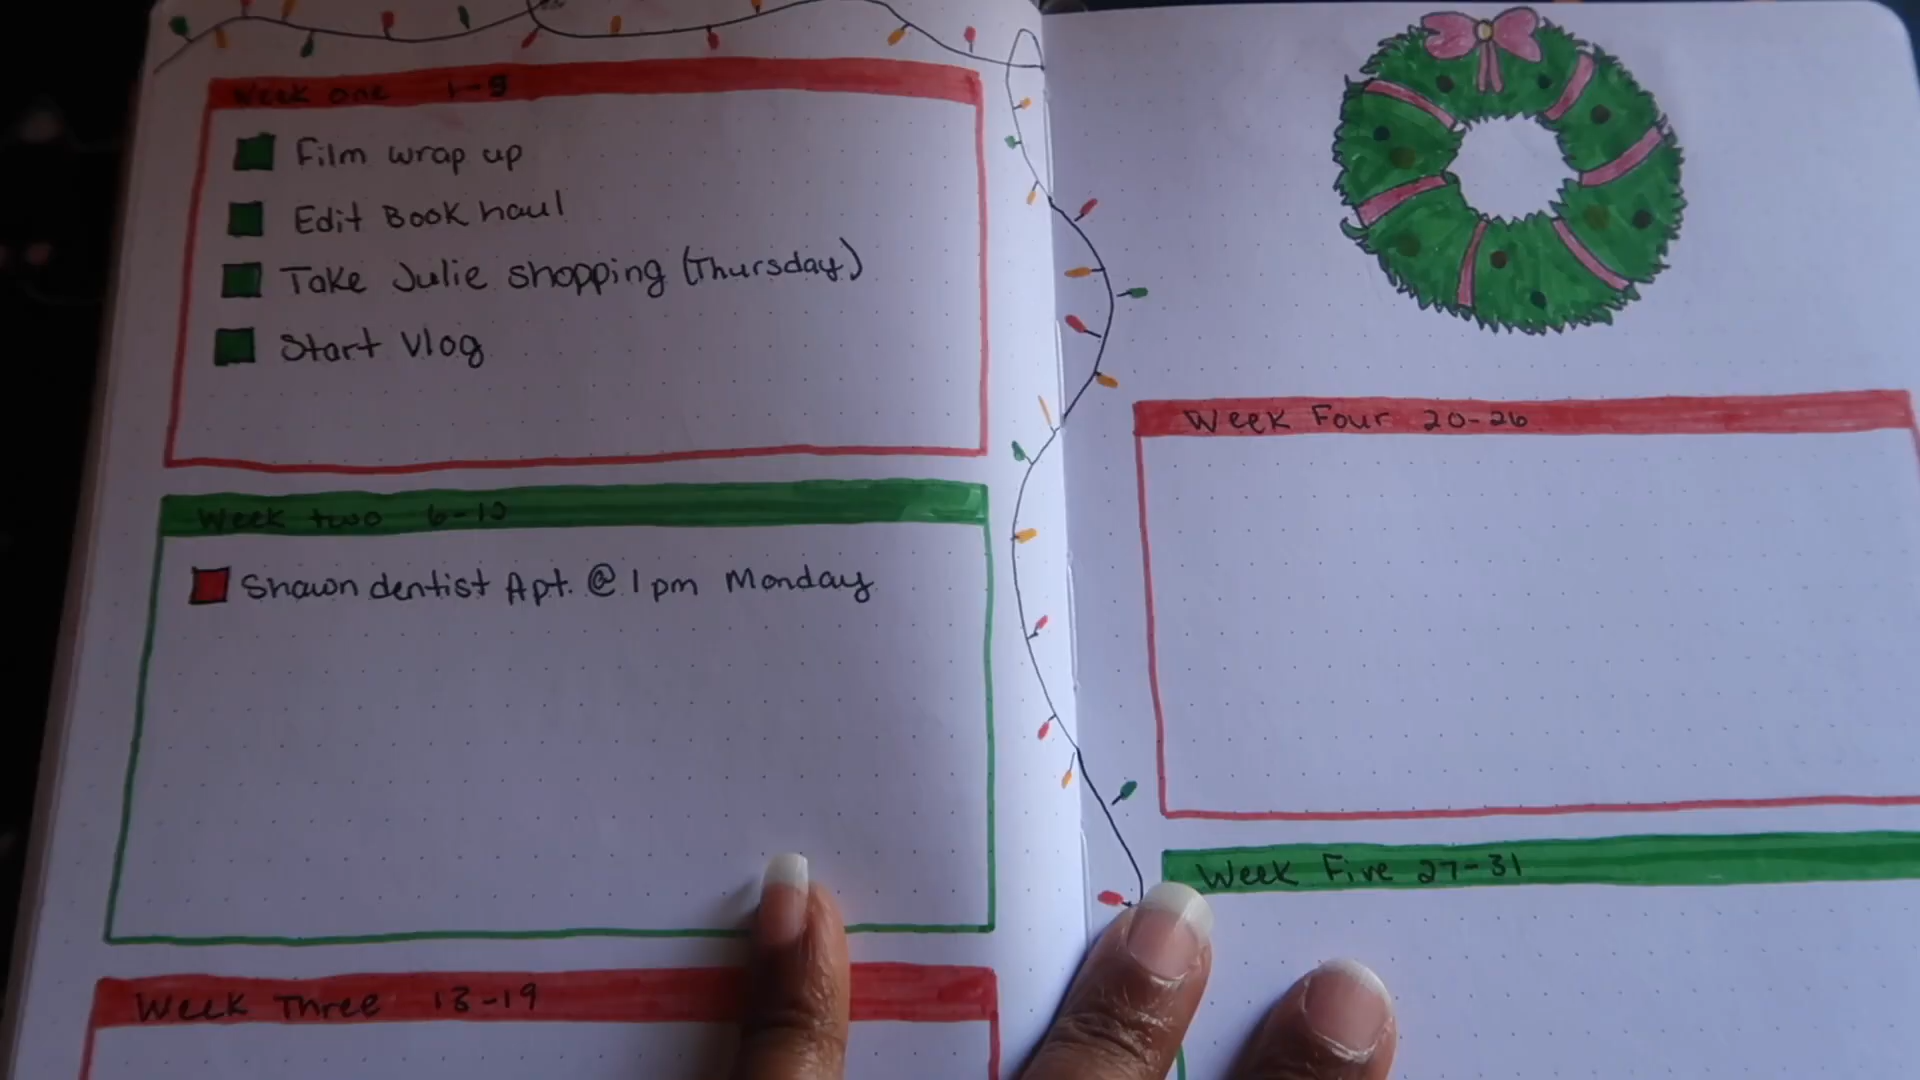 Week one 1-5
Film wrap up
Edit Book haul
Take Julie shopping (Thursday)
Start Vlog
Week two 6-12
Shawn dentist Apt. @ 1pm Monday
Week Three 13-19
Week Four 20-26
Week Five 27-31